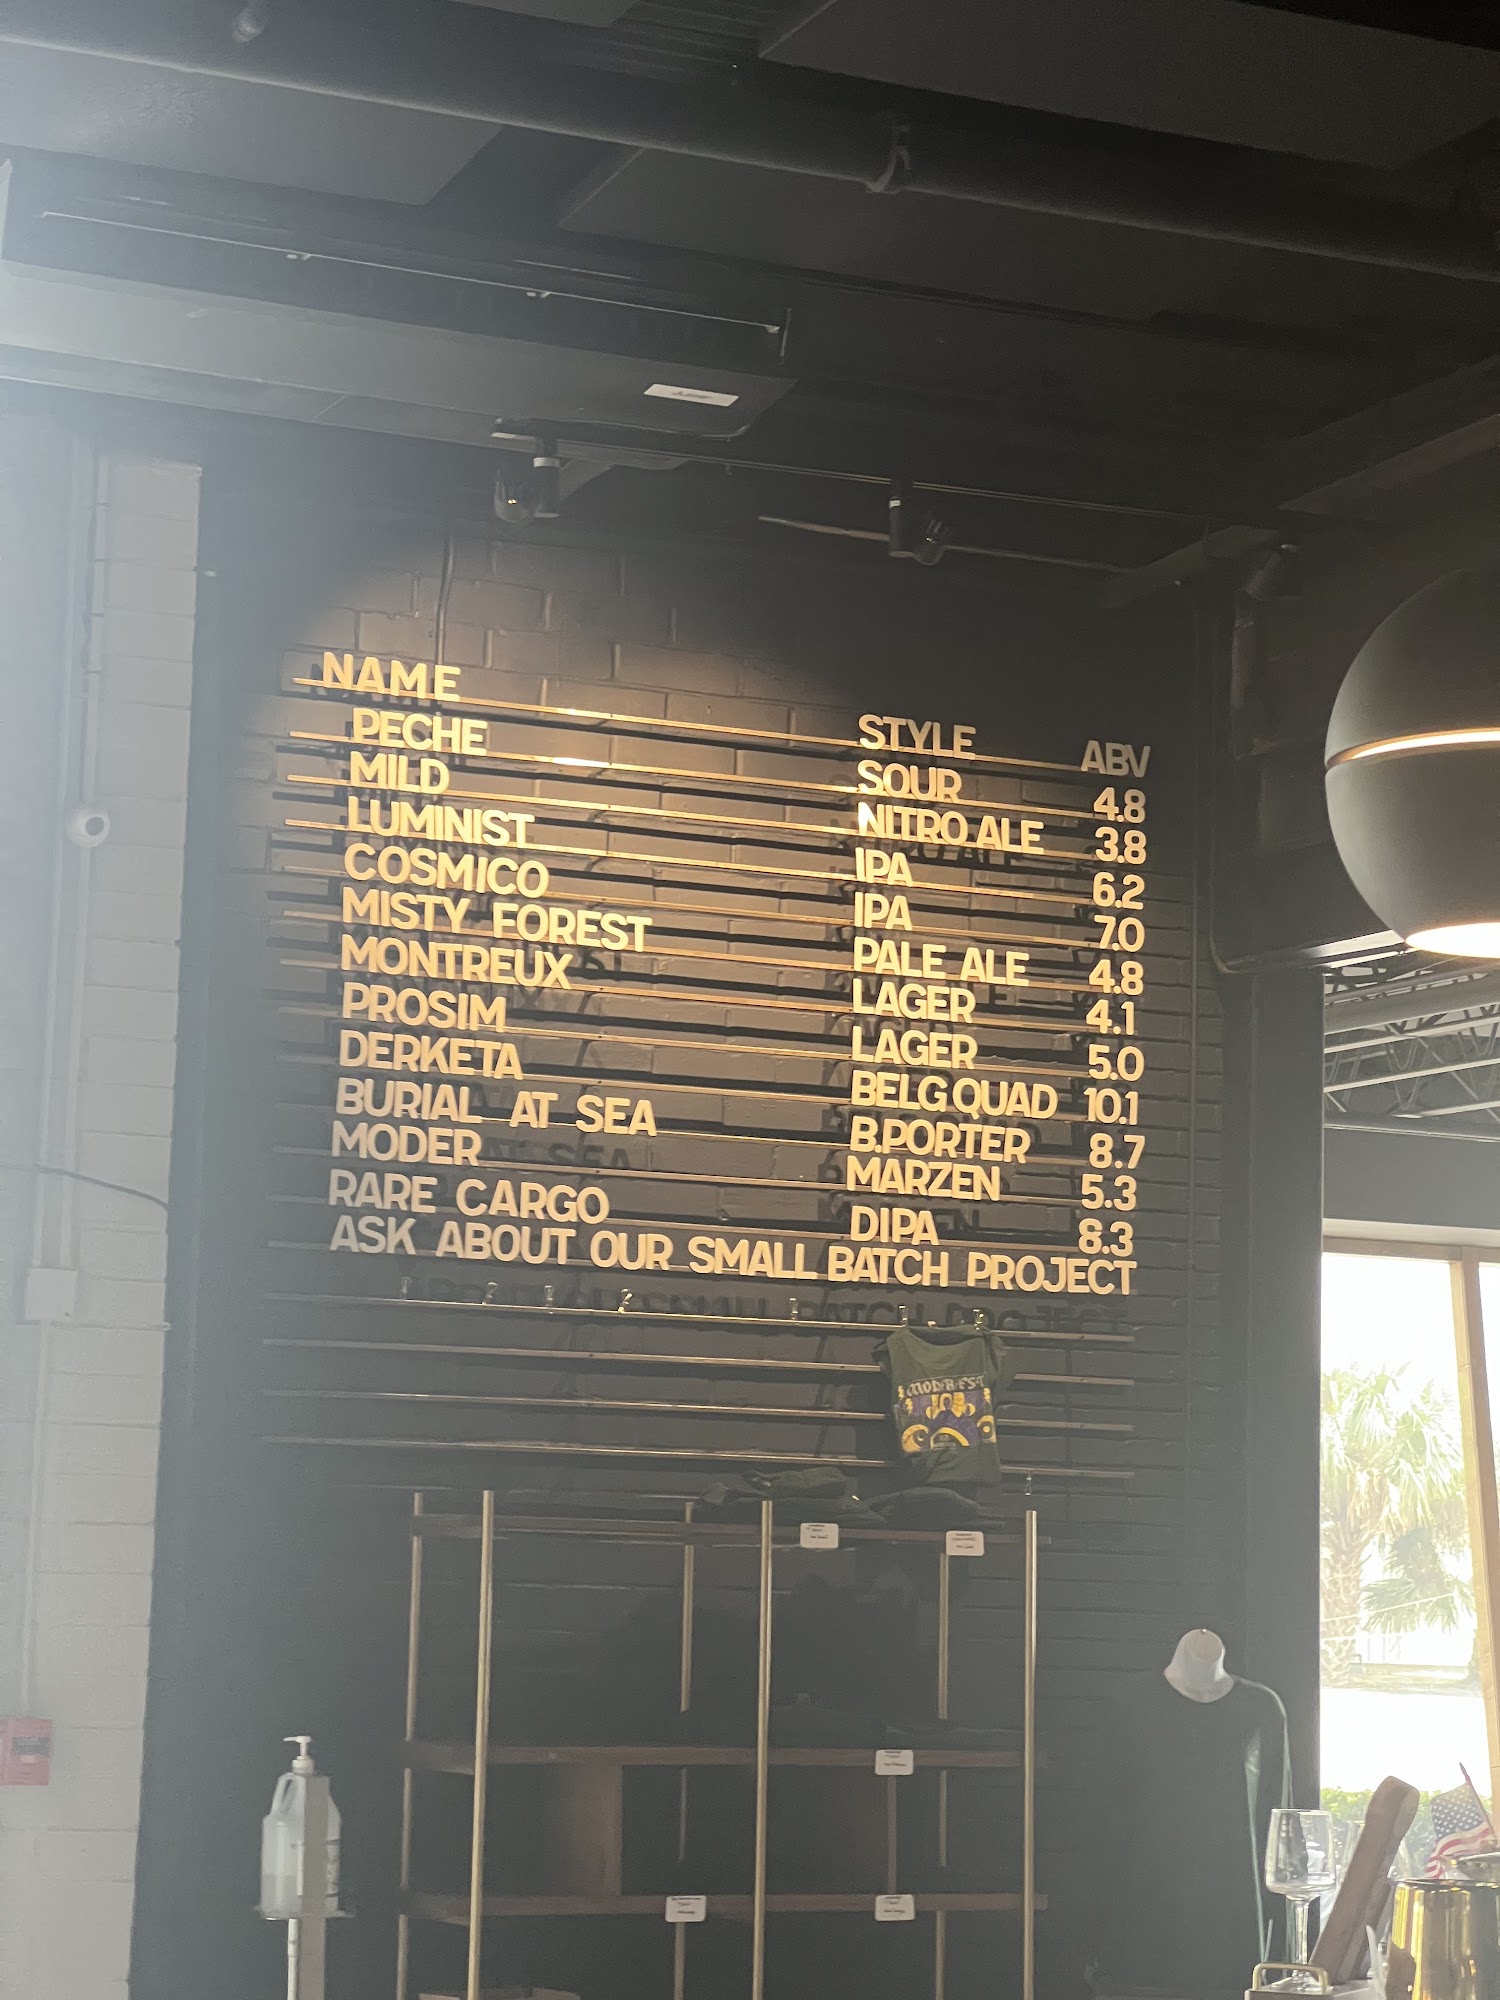 NAME STYLE ABV
PECHE SOUR 4.8
MILD NITRO ALE 3.8
LUMINIST IPA 6.2
COSMICO IPA 7.0
MISTY FOREST PALE ALE 4.8
MONTREUX LAGER 4.1
PROSIM LAGER 5.0
DERKETA BELG QUAD 10.1
BURIAL AT SEA B.PORTER 8.7
MODER MARZEN 5.3
RARE CARGO DIPA 8.3
ASK ABOUT OUR SMALL BATCH PROJECT